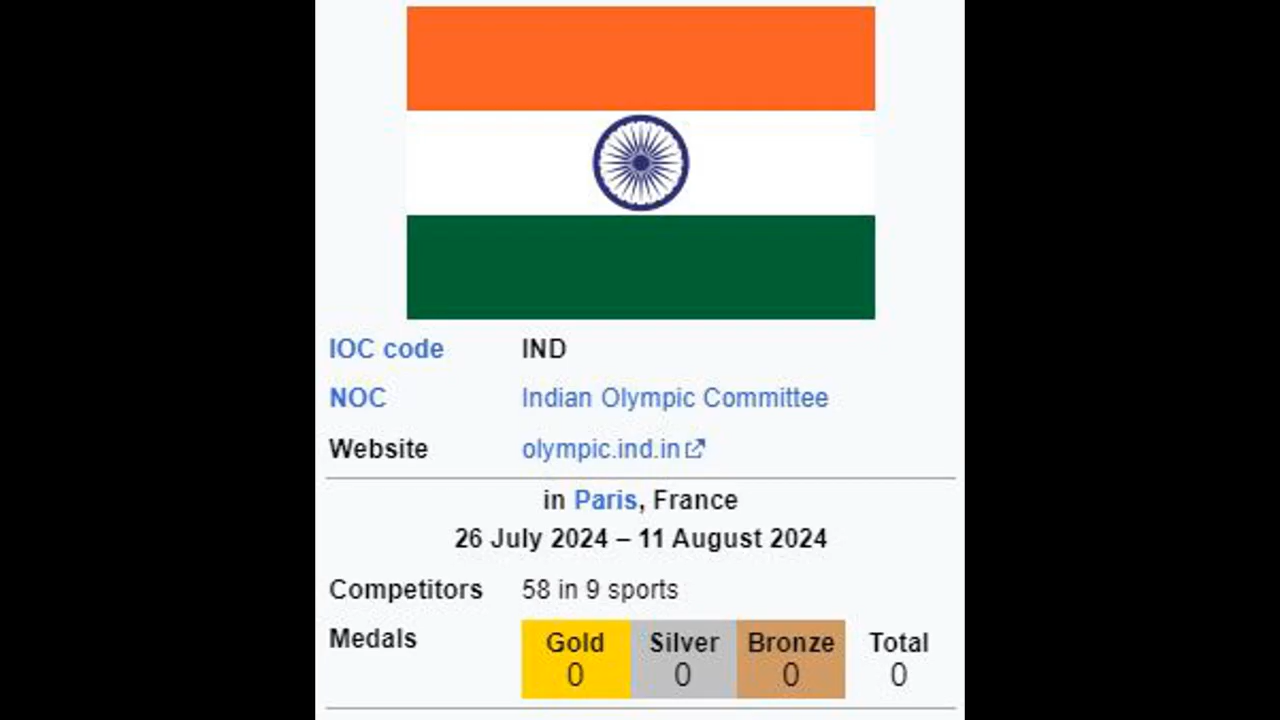 IOC code IND
NOC Indian Olympic Committee
Website olympic.ind.in
in Paris, France
26 July 2024 – 11 August 2024
Competitors 58 in 9 sports
Medals Gold Silver Bronze Total
0 0 0 0